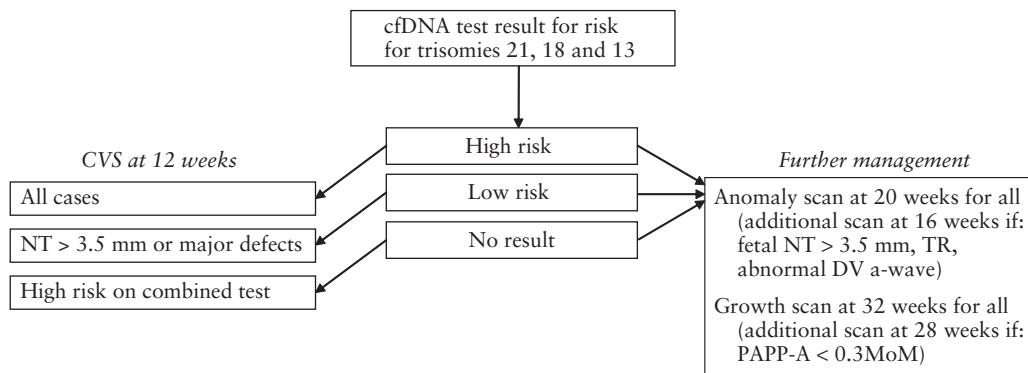 cfDNA test result for risk
for trisomies 21, 18 and 13
High risk
CVS at 12 weeks
Further management
All cases
Low risk
Anomaly scan at 20 weeks for all
(additional scan at 16 weeks if:
fetal NT > 3.5 mm, TR,
abnormal DV a-wave)
NT > 3.5 mm or major defects
No result
High risk on combined test
Growth scan at 32 weeks for all
(additional scan at 28 weeks if:
PAPP-A < 0.3MoM)